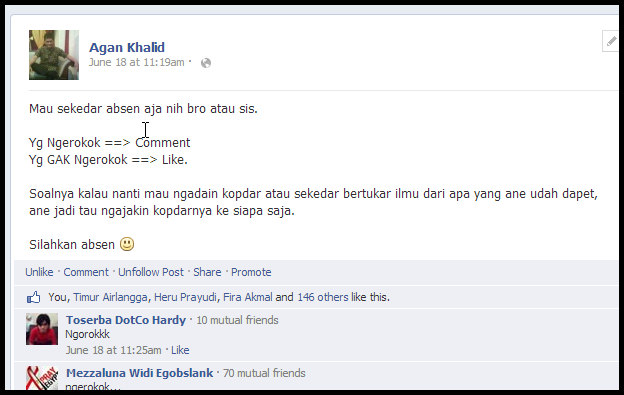 Agan Khalid
June 18 at 11:19am ·
Mau sekedar absen aja nih bro atau sis.
Yg Ngerokok ==> Comment
Yg GAK Ngerokok ==> Like.
Soalnya kalau nanti mau ngadain kopdar atau sekedar bertukar ilmu dari apa yang ane udah dapet,
ane jadi tau ngajakin kopdarnya ke siapa saja.
Silahkan absen
Unlike · Comment · Unfollow Post · Share · Promote
You, Timur Airlangga, Heru Prayudi, Fira Akmal and 146 others like this.
Toserba DotCo Hardy · 10 mutual friends
Ngorokkk
June 18 at 11:25am · Like
PRAY
EGYPT
Mezzaluna Widi Egobslank · 70 mutual friends
ngerokok...